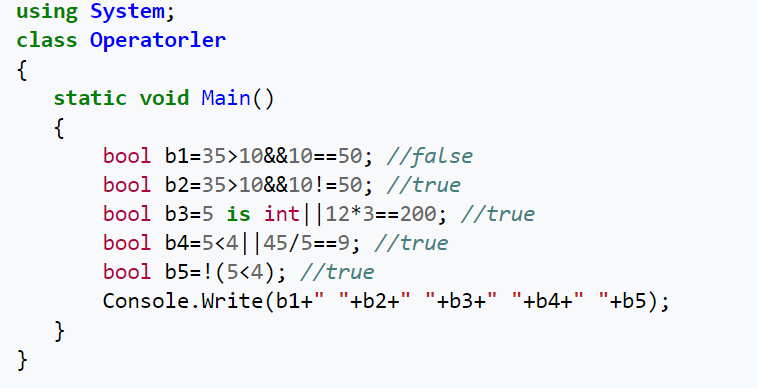 using System;
class Operatorler
{
   static void Main()
   {
       bool b1=35>10&&10==50; //false
       bool b2=35>10&&10!=50; //true
       bool b3=5 is int||12*3==200; //true
       bool b4=5<4||45/5==9; //true
       bool b5=!(5<4); //true
       Console.Write(b1+" "+b2+" "+b3+" "+b4+" "+b5);
   }
}